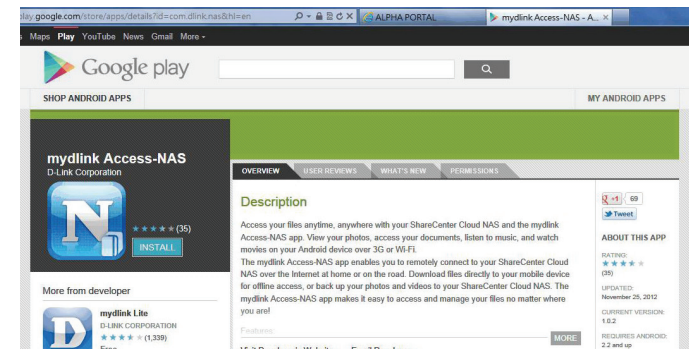 play.google.com/store/apps/details?id=com.dlink.nas&hl=en
ALPHA PORTAL
mydlink Access-NAS - A...
Maps Play YouTube News Gmail More
Google play
SHOP ANDROID APPS
MY ANDROID APPS
mydlink Access-NAS
D-Link Corporation
(35)
INSTALL
OVERVIEW
USER REVIEWS
WHAT'S NEW
PERMISSIONS
Description
Access your files anytime, anywhere with your ShareCenter Cloud NAS and the mydlink
Access-NAS app. View your photos, access your documents, listen to music, and watch
movies on your Android device over 3G or Wi-Fi.
The mydlink Access-NAS app enables you to remotely connect to your ShareCenter Cloud
NAS over the Internet at home or on the road. Download files directly to your mobile device
for offline access, or back up your photos and videos to your ShareCenter Cloud NAS. The
mydlink Access-NAS app makes it easy to access and manage your files no matter where
you are!
Features:
MORE
+1 69
Tweet
ABOUT THIS APP
RATING:
(35)
UPDATED:
November 25, 2012
CURRENT VERSION:
1.0.2
REQUIRES ANDROID:
2.2 and up
More from developer
mydlink Lite
D-LINK CORPORATION
(1,339)
Free